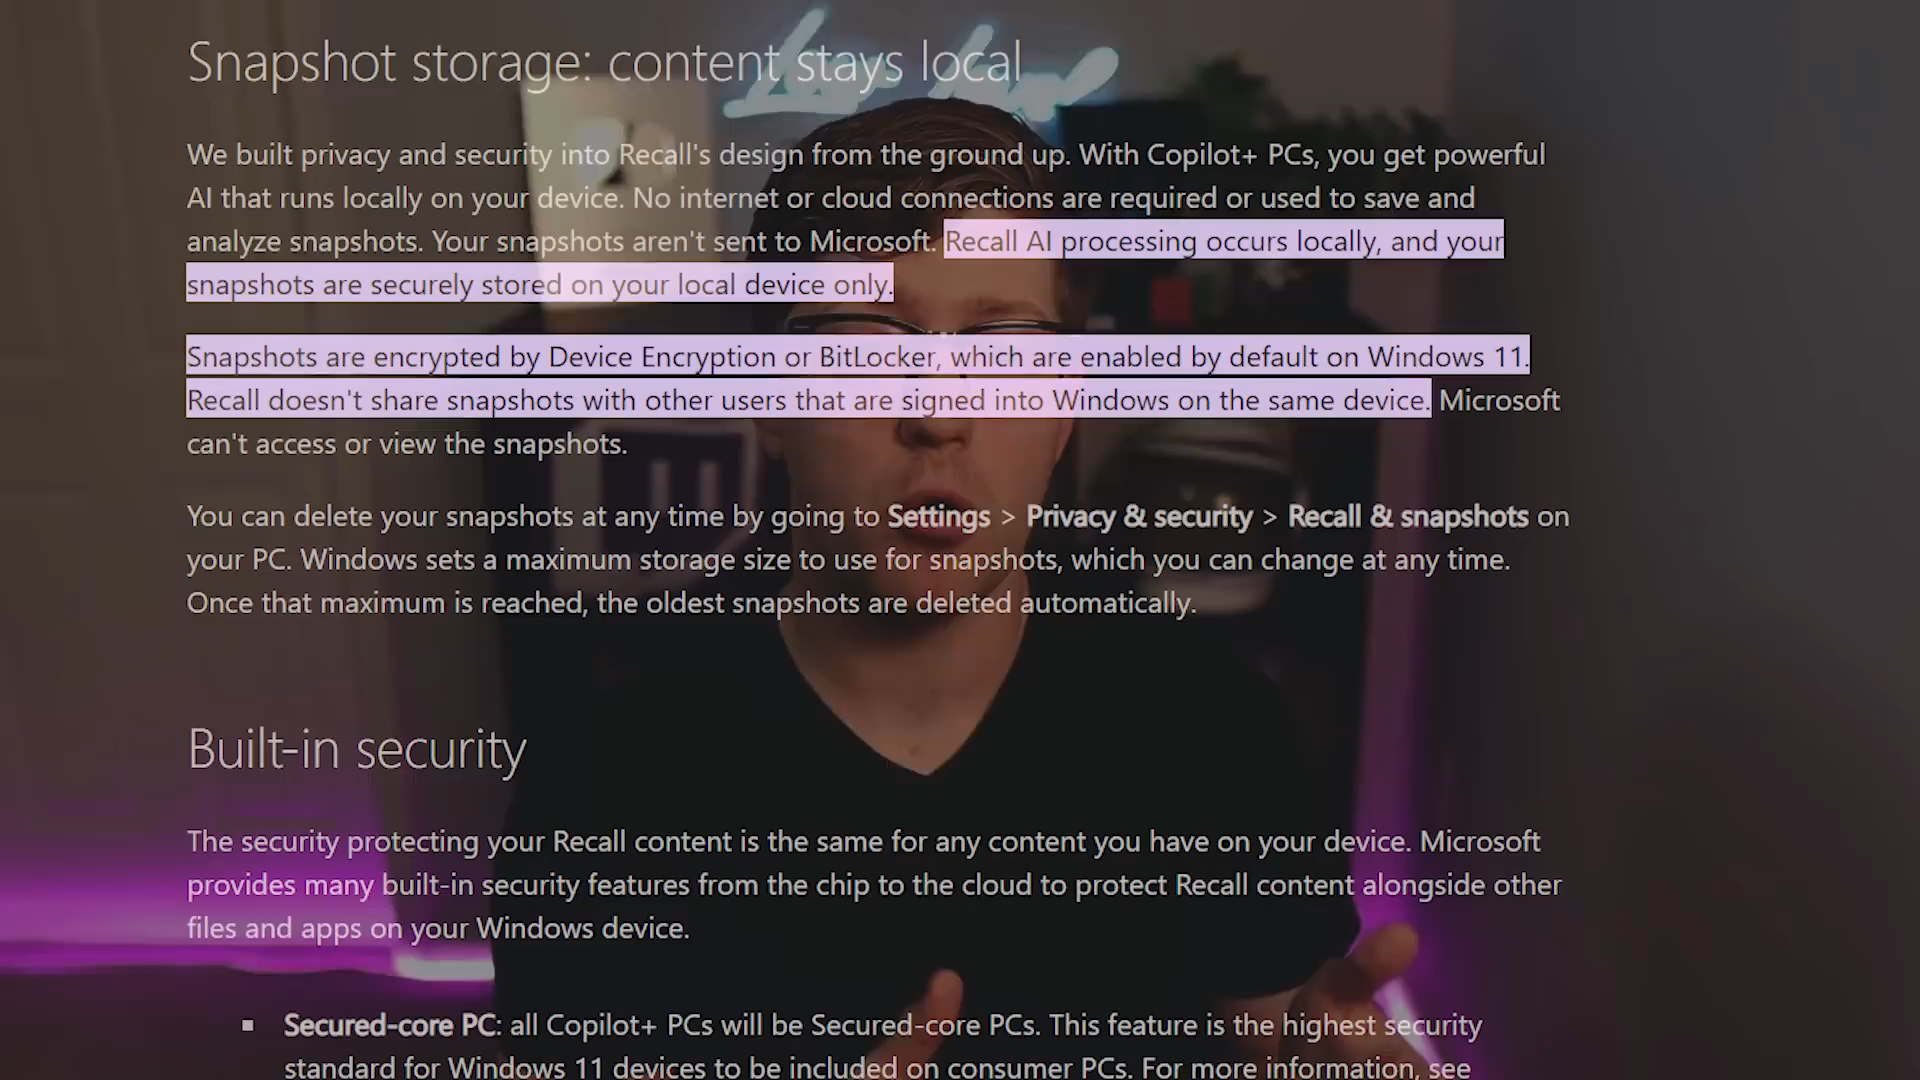 Snapshot storage: content stays local
We built privacy and security into Recall's design from the ground up. With Copilot+ PCs, you get powerful
AI that runs locally on your device. No internet or cloud connections are required or used to save and
analyze snapshots. Your snapshots aren't sent to Microsoft. Recall AI processing occurs locally, and your
snapshots are securely stored on your local device only.
Snapshots are encrypted by Device Encryption or BitLocker, which are enabled by default on Windows 11.
Recall doesn't share snapshots with other users that are signed into Windows on the same device. Microsoft
can't access or view the snapshots.
You can delete your snapshots at any time by going to Settings > Privacy & security > Recall & snapshots on
your PC. Windows sets a maximum storage size to use for snapshots, which you can change at any time.
Once that maximum is reached, the oldest snapshots are deleted automatically.
Built-in security
The security protecting your Recall content is the same for any content you have on your device. Microsoft
provides many built-in security features from the chip to the cloud to protect Recall content alongside other
files and apps on your Windows device.
▪ Secured-core PC: all Copilot+ PCs will be Secured-core PCs. This feature is the highest security
standard for Windows 11 devices to be included on consumer PCs. For more information, see